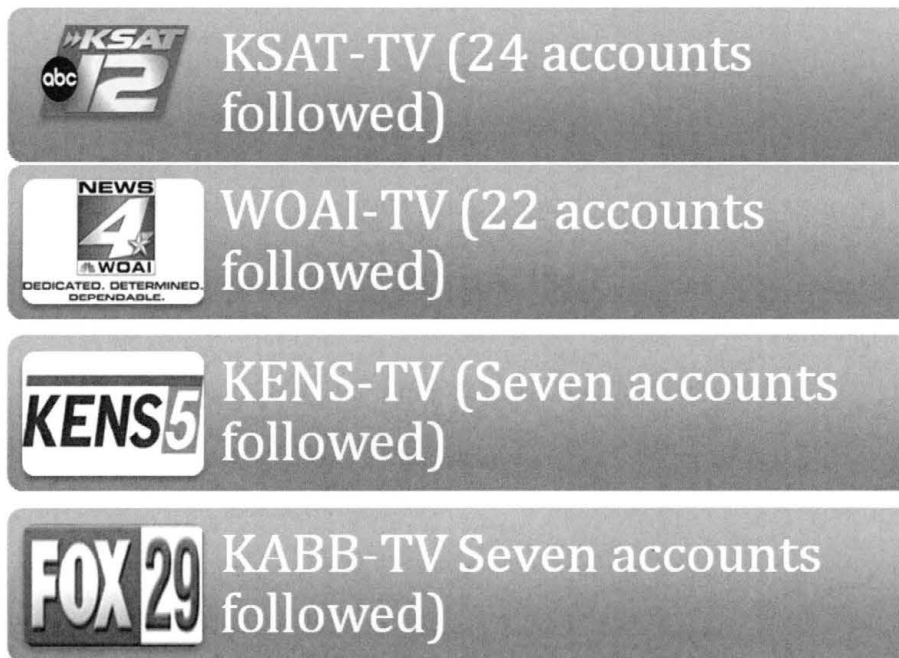 »KSAT
abc
12
KSAT-TV (24 accounts
followed)
NEWS
4
WOAI
DEDICATED. DETERMINED.
DEPENDABLE.
WOAI-TV (22 accounts
followed)
KENS5
KENS-TV (Seven accounts
followed)
FOX 29
KABB-TV Seven accounts
followed)